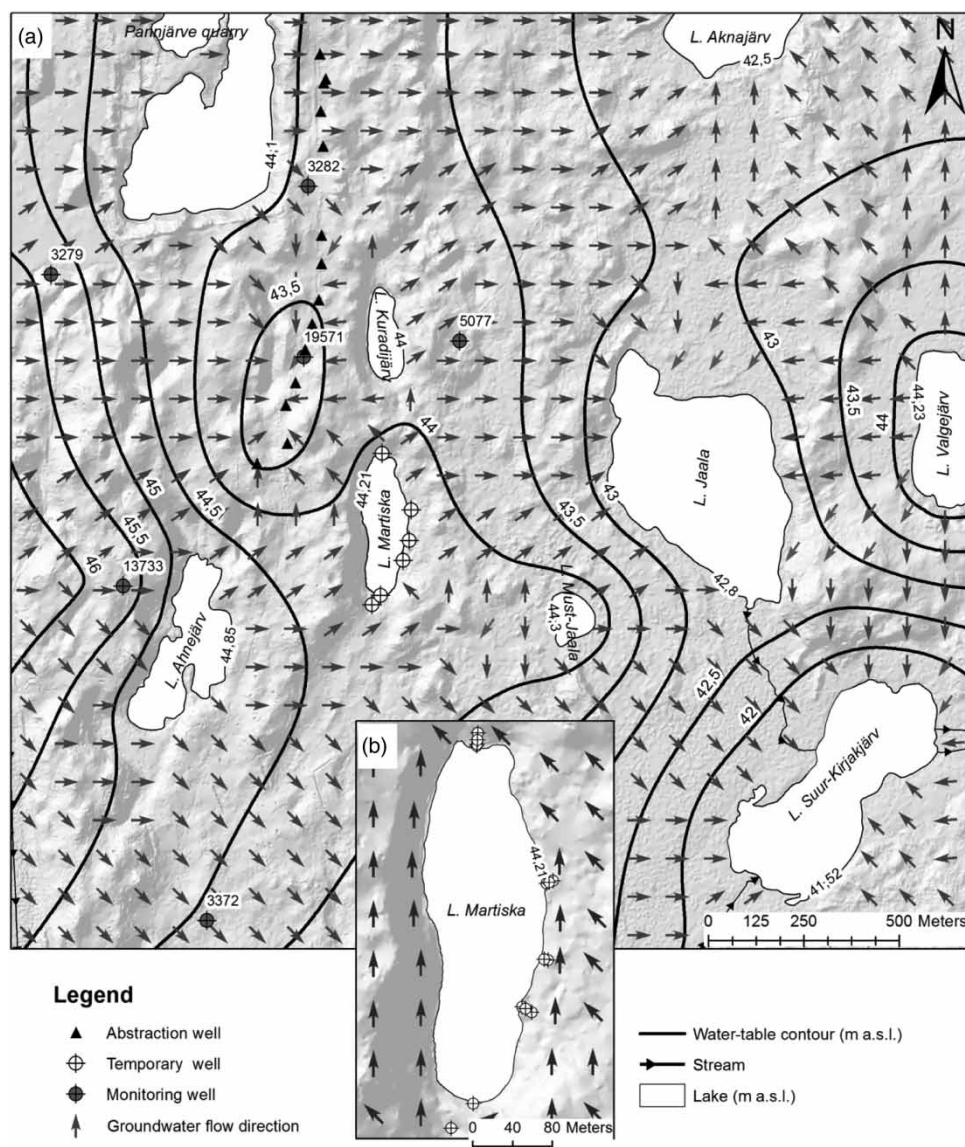 (a)
Pannjärve quarry
L. Aknajärv
42,5
N
44,1
3282
3279
43,5
19571
L. Kuradijärv
44
5077
43
43,5
44
44,23
L. Valgejärv
44
45
44,5
45,5
46
44,21
L. Martiska
43,5
43
L. Jaala
42,8
13733
L. Ahnejärv
44,85
L. Must-Jaala
44,3
42,5
42
L. Suur-Kirjakjärv
41,52
3372
0 125 250 500 Meters
(b)
44,21
L. Martiska
0 40 80 Meters
Legend
Abstraction well
Temporary well
Monitoring well
Groundwater flow direction
Water-table contour (m a.s.l.)
Stream
Lake (m a.s.l.)